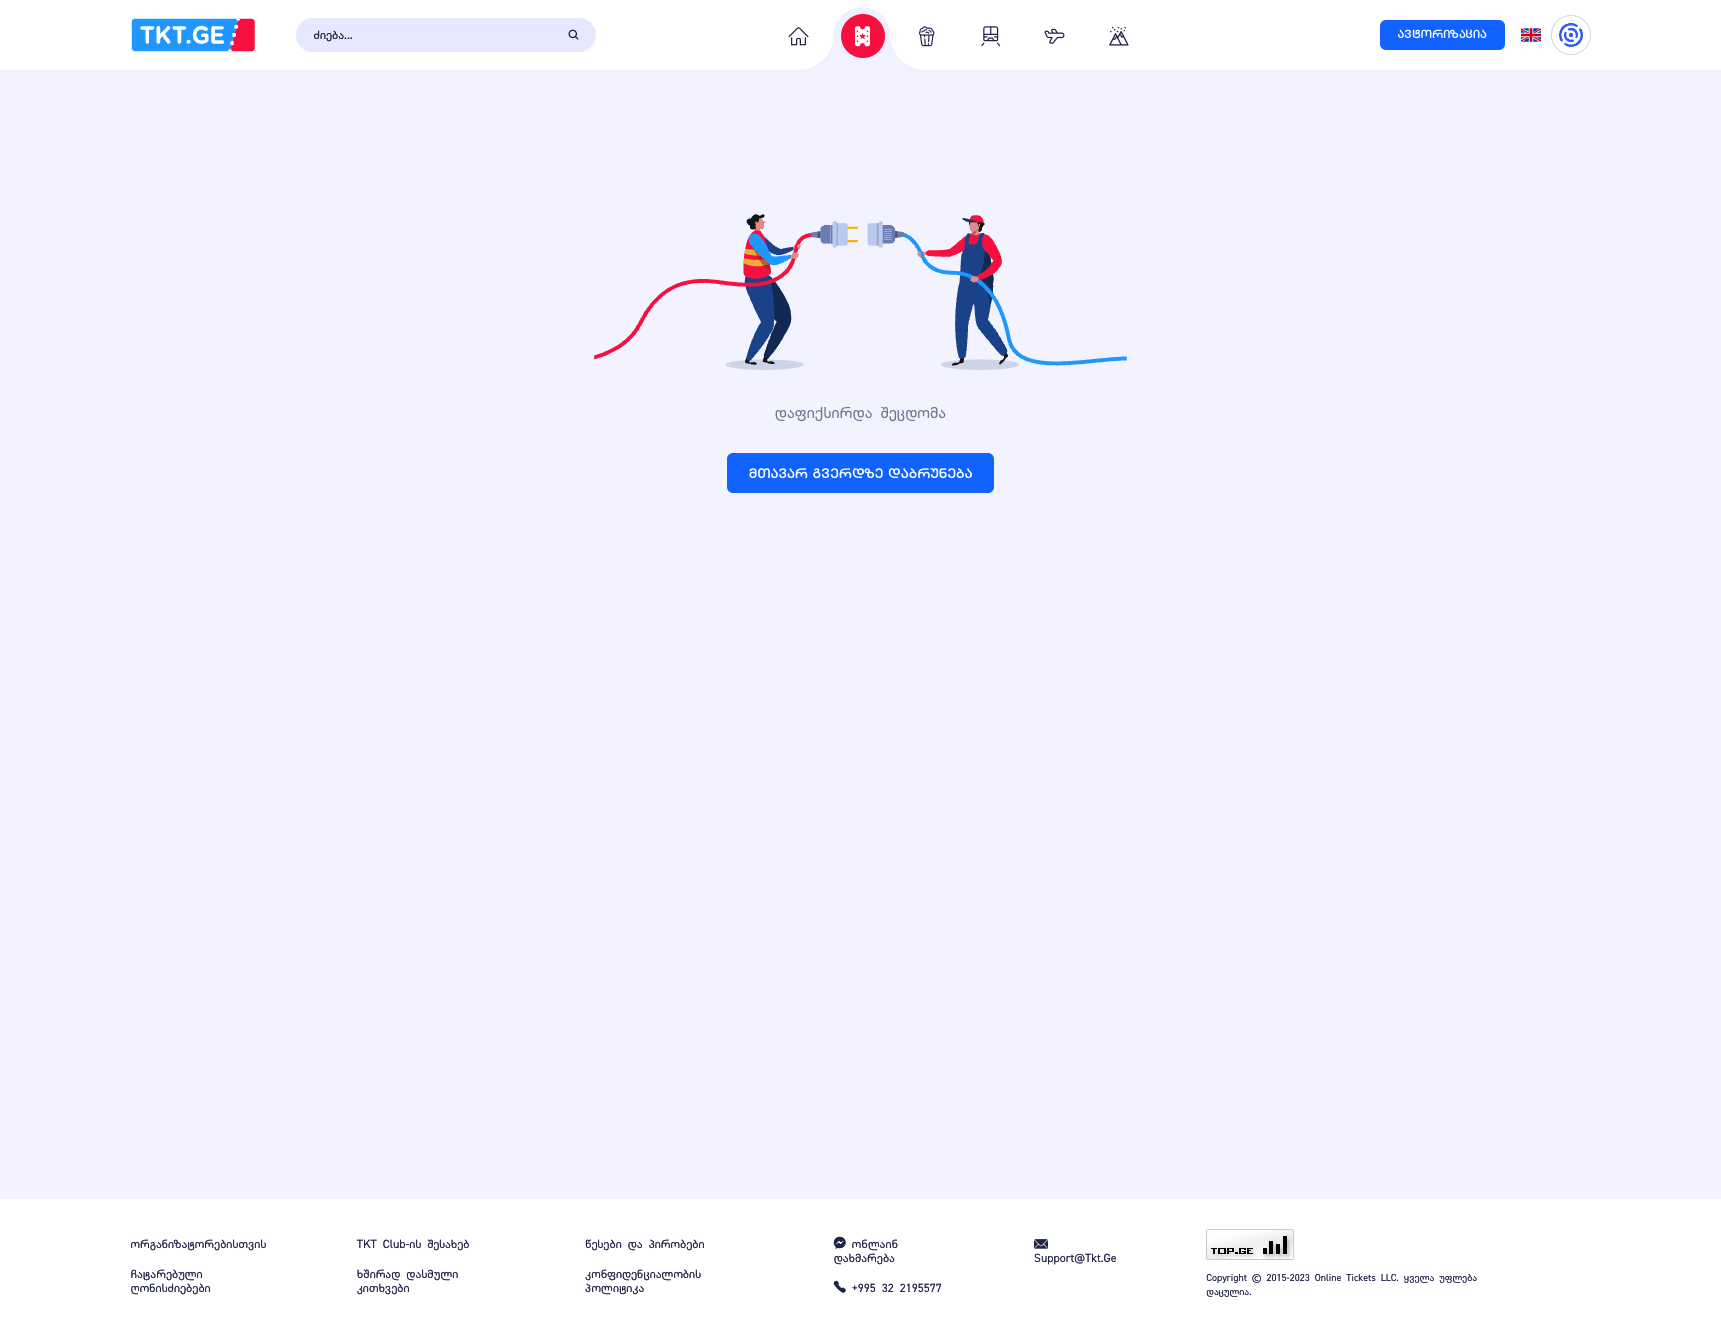 TKT.GE
ძიება...
ავტორიზაცია
დაფიქსირდა შეცდომა
მთავარ გვერდზე დაბრუნება
ორგანიზატორებისთვის
ჩატარებული
ღონისძიებები
TKT Club-ის შესახებ
ხშირად დასმული
კითხვები
წესები და პირობები
კონფიდენციალობის
პოლიტიკა
ონლაინ
დახმარება
+995 32 2195577
Support@Tkt.Ge
TOP.GE
Copyright © 2015-2023 Online Tickets LLC. ყველა უფლება
დაცულია.